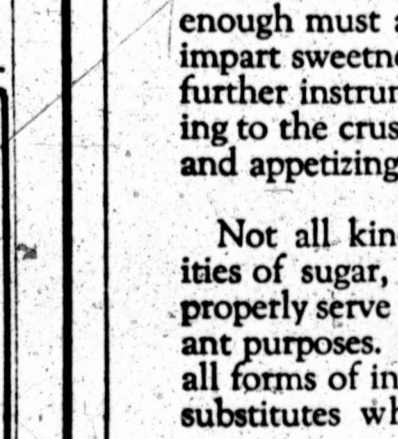 enough must
impart sweetne
further instrum
ing to the crus
and appetizing
Not all kin
ities of sugar,
properly serve
ant purposes.
all forms of in
substitutes wh